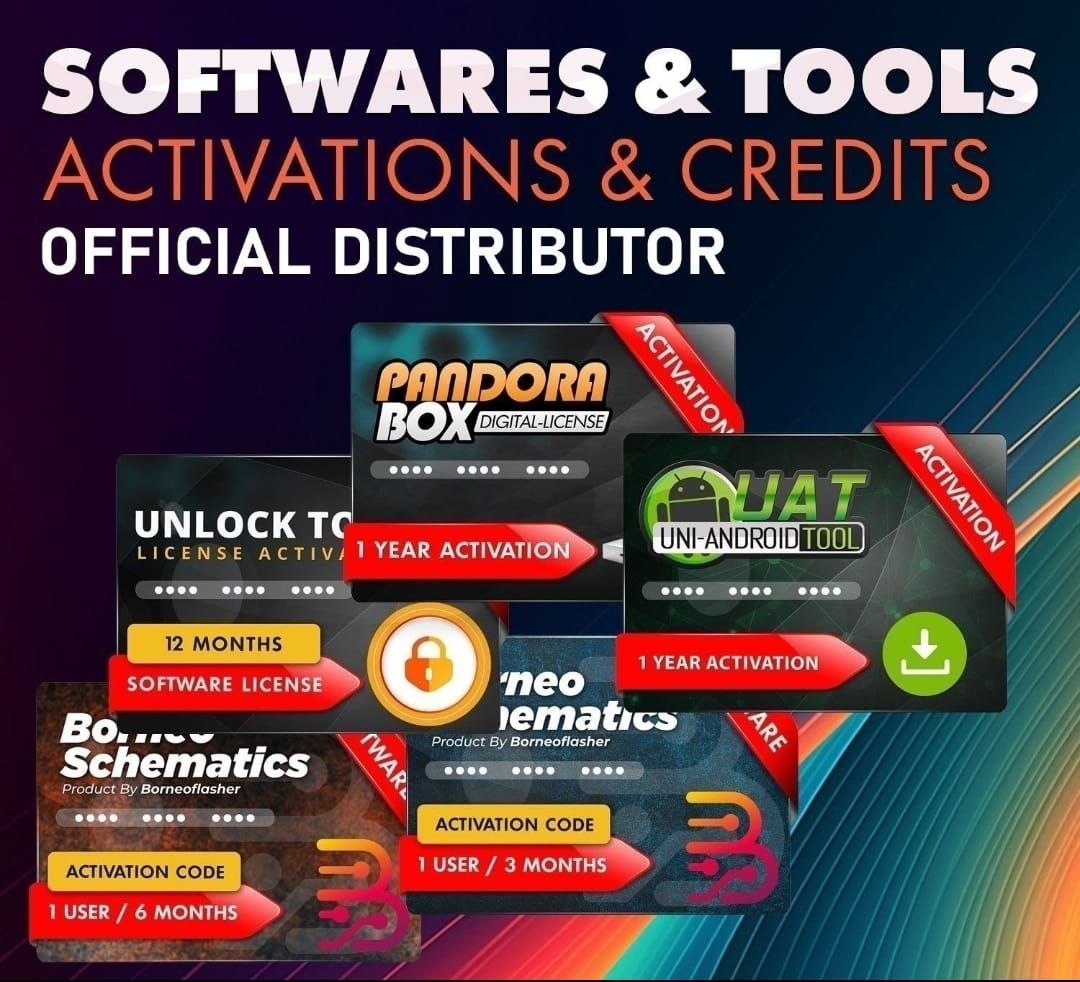 SOFTWARES & TOOLS
ACTIVATIONS & CREDITS
OFFICIAL DISTRIBUTOR
PANDORA
BOX DIGITAL-LICENSE
ACTIVATION
1 YEAR ACTIVATION
UAT
UNI-ANDROID TOOL
ACTIVATION
1 YEAR ACTIVATION
UNLOCK
LICENSE
12 MONTHS
SOFTWARE LICENSE
Schematics
Product By Borneoflasher
ACTIVATION CODE
1 USER / 6 MONTHS
Product By Borneoflasher
ACTIVATION CODE
1 USER / 3 MONTHS